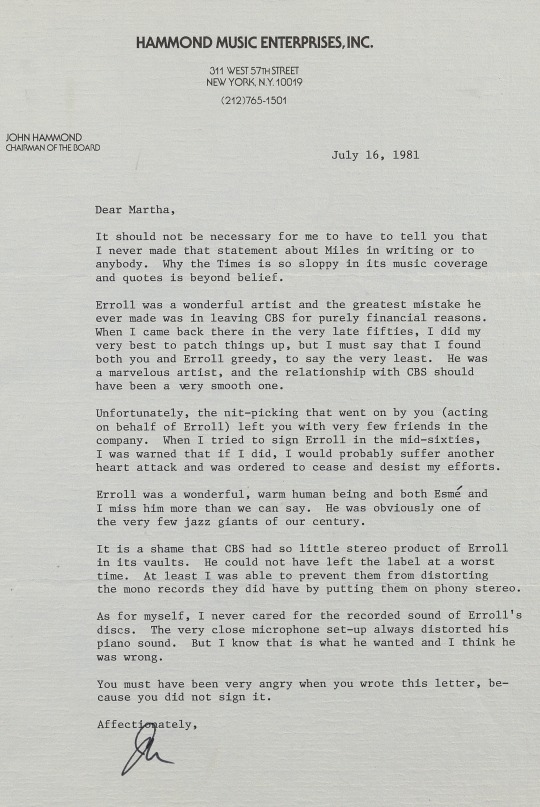 HAMMOND MUSIC ENTERPRISES, INC.
311 WEST 57TH STREET
NEW YORK, N.Y. 10019
(212)765-1501
JOHN HAMMOND
CHAIRMAN OF THE BOARD
July 16, 1981
Dear Martha,
It should not be necessary for me to have to tell you that
I never made that statement about Miles in writing or to
anybody. Why the Times is so sloppy in its music coverage
and quotes is beyond belief.
Erroll was a wonderful artist and the greatest mistake he
ever made was in leaving CBS for purely financial reasons.
When I came back there in the very late fifties, I did my
very best to patch things up, but I must say that I found
both you and Erroll greedy, to say the very least. He was
a marvelous artist, and the relationship with CBS should
have been a very smooth one.
Unfortunately, the nit-picking that went on by you (acting
on behalf of Erroll) left you with very few friends in the
company. When I tried to sign Erroll in the mid-sixties,
I was warned that if I did, I would probably suffer another
heart attack and was ordered to cease and desist my efforts.
Erroll was a wonderful, warm human being and both Esmé and
I miss him more than we can say. He was obviously one of
the very few jazz giants of our century.
It is a shame that CBS had so little stereo product of Erroll
in its vaults. He could not have left the label at a worst
time. At least I was able to prevent them from distorting
the mono records they did have by putting them on phony stereo.
As for myself, I never cared for the recorded sound of Erroll's
discs. The very close microphone set-up always distorted his
piano sound. But I know that is what he wanted and I think he
was wrong.
You must have been very angry when you wrote this letter, be-
cause you did not sign it.
Affectionately,